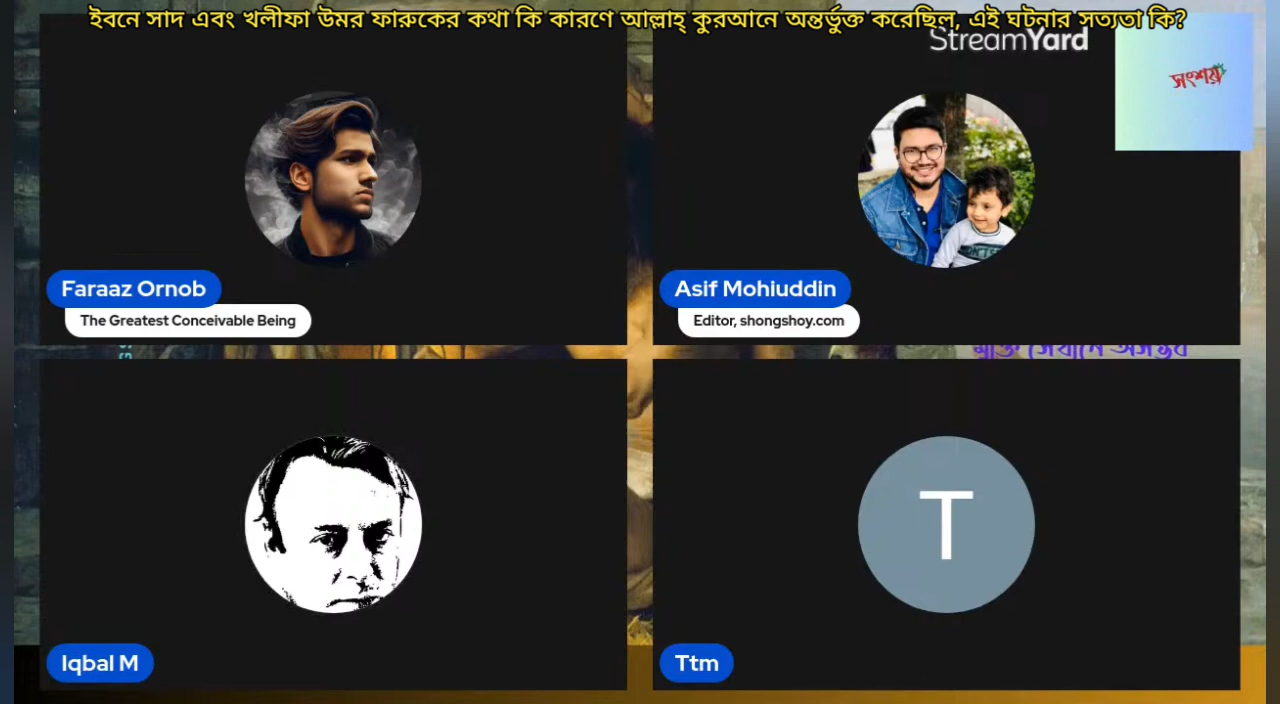 ইবনে সাদ এবং খলীফা উমর ফারুকের কথা কি কারণে আল্লাহ্ কুরআনে অন্তর্ভুক্ত করেছিল, এই ঘটনার সত্যতা কি?
StreamYard
সংশয়
Faraaz Ornob
The Greatest Conceivable Being
Asif Mohiuddin
Editor, shongshoy.com
T
Iqbal M
Ttm